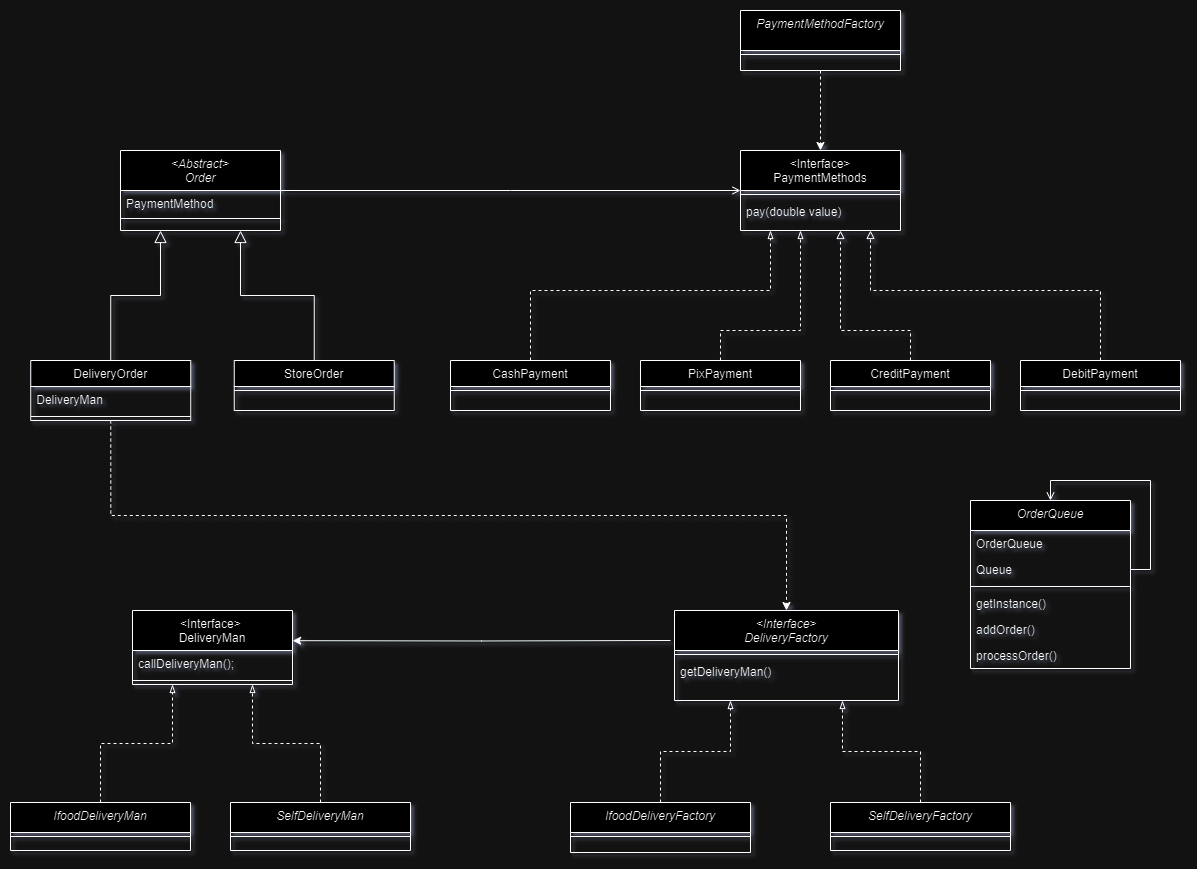 PaymentMethodFactory
<Abstract>
Order
PaymentMethod
<Interface>
PaymentMethods
pay(double value)
DeliveryOrder
DeliveryMan
StoreOrder
CashPayment
PixPayment
CreditPayment
DebitPayment
OrderQueue
OrderQueue
Queue
getInstance()
addOrder()
processOrder()
<Interface>
DeliveryMan
callDeliveryMan();
<Interface>
DeliveryFactory
getDeliveryMan()
IfoodDeliveryMan
SelfDeliveryMan
IfoodDeliveryFactory
SelfDeliveryFactory